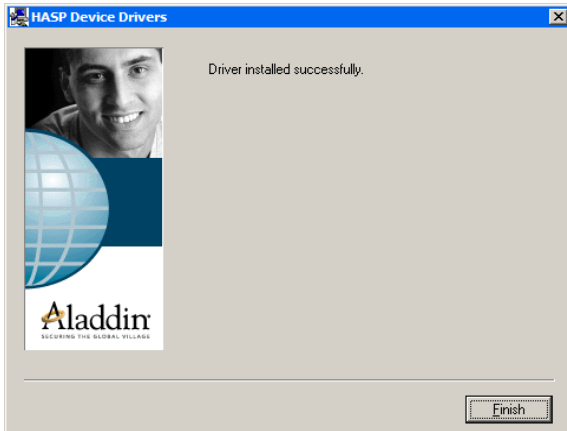 HASP Device Drivers
Driver installed successfully.
Aladdin
SECURING THE GLOBAL VILLAGE
Finish